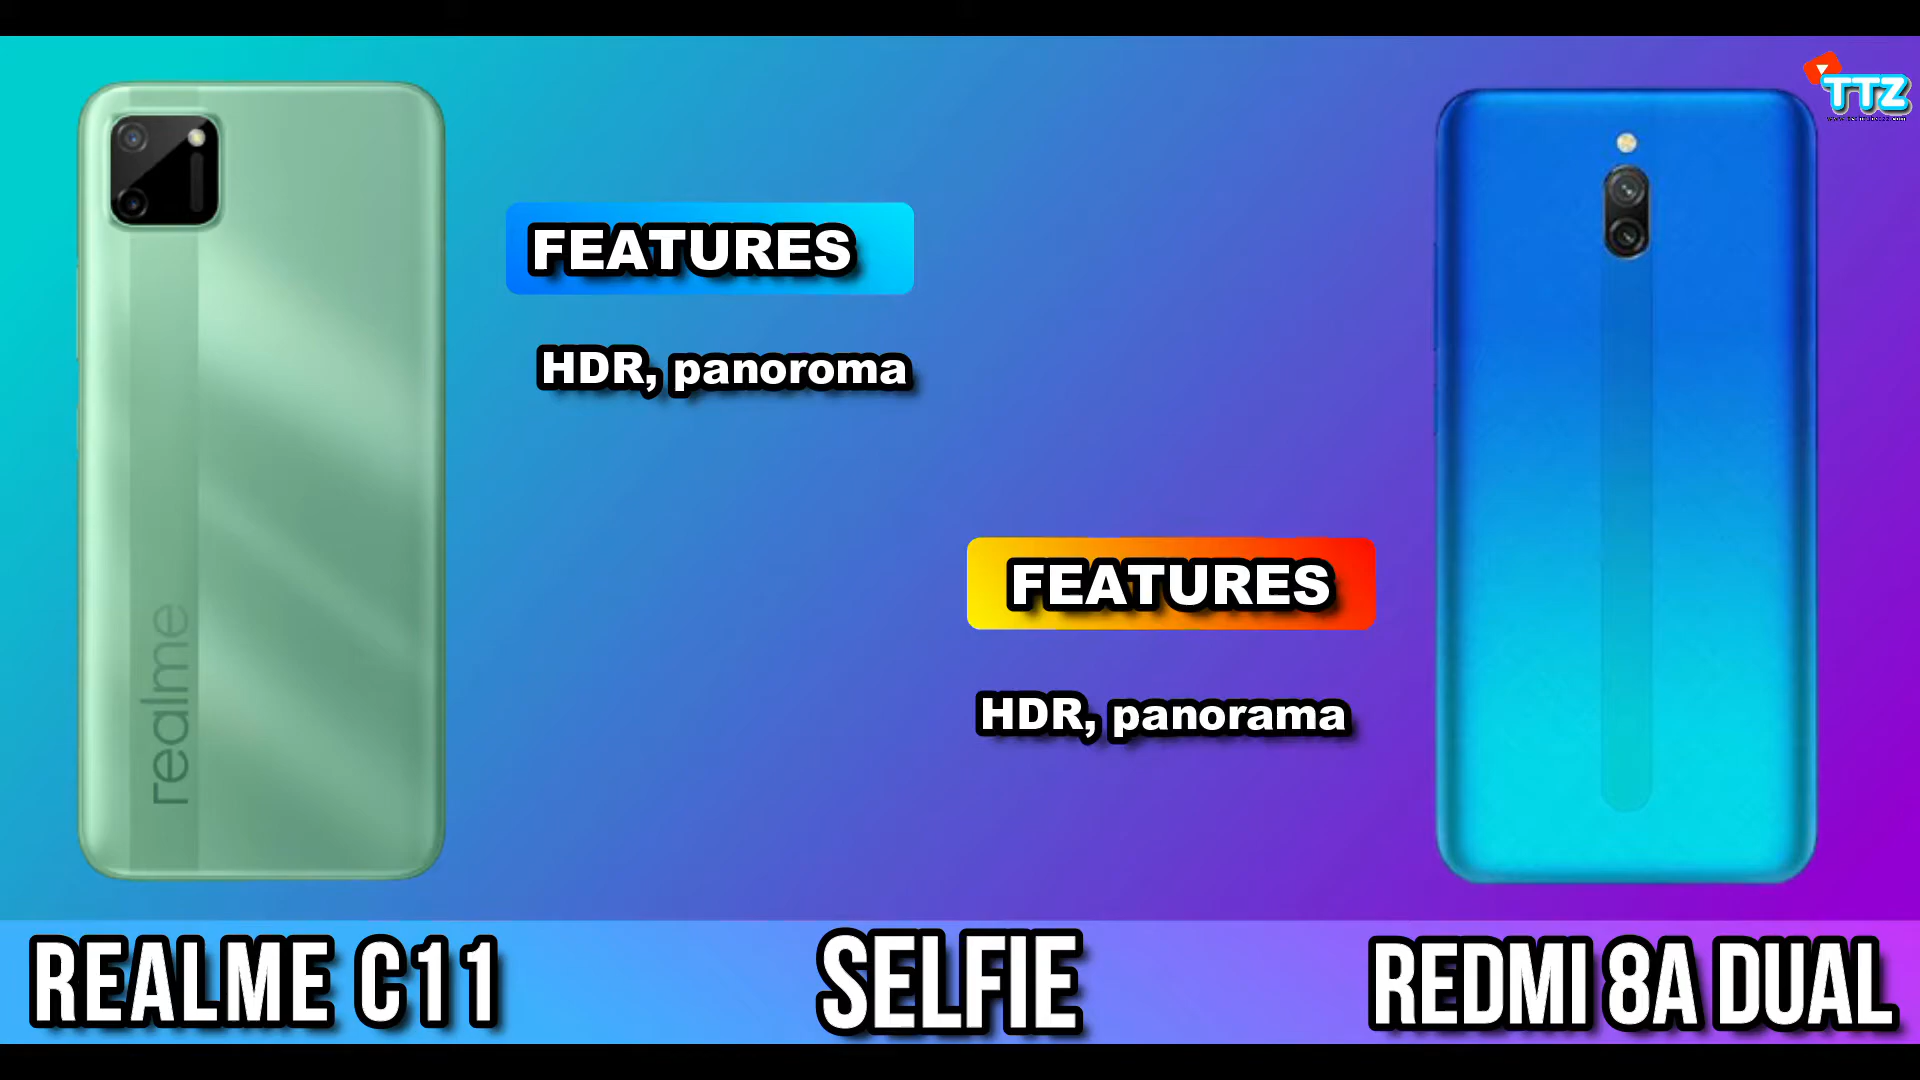 TTZ
FEATURES
HDR, panoroma
FEATURES
HDR, panorama
realme
REALME C11
SELFIE
REDMI 8A DUAL